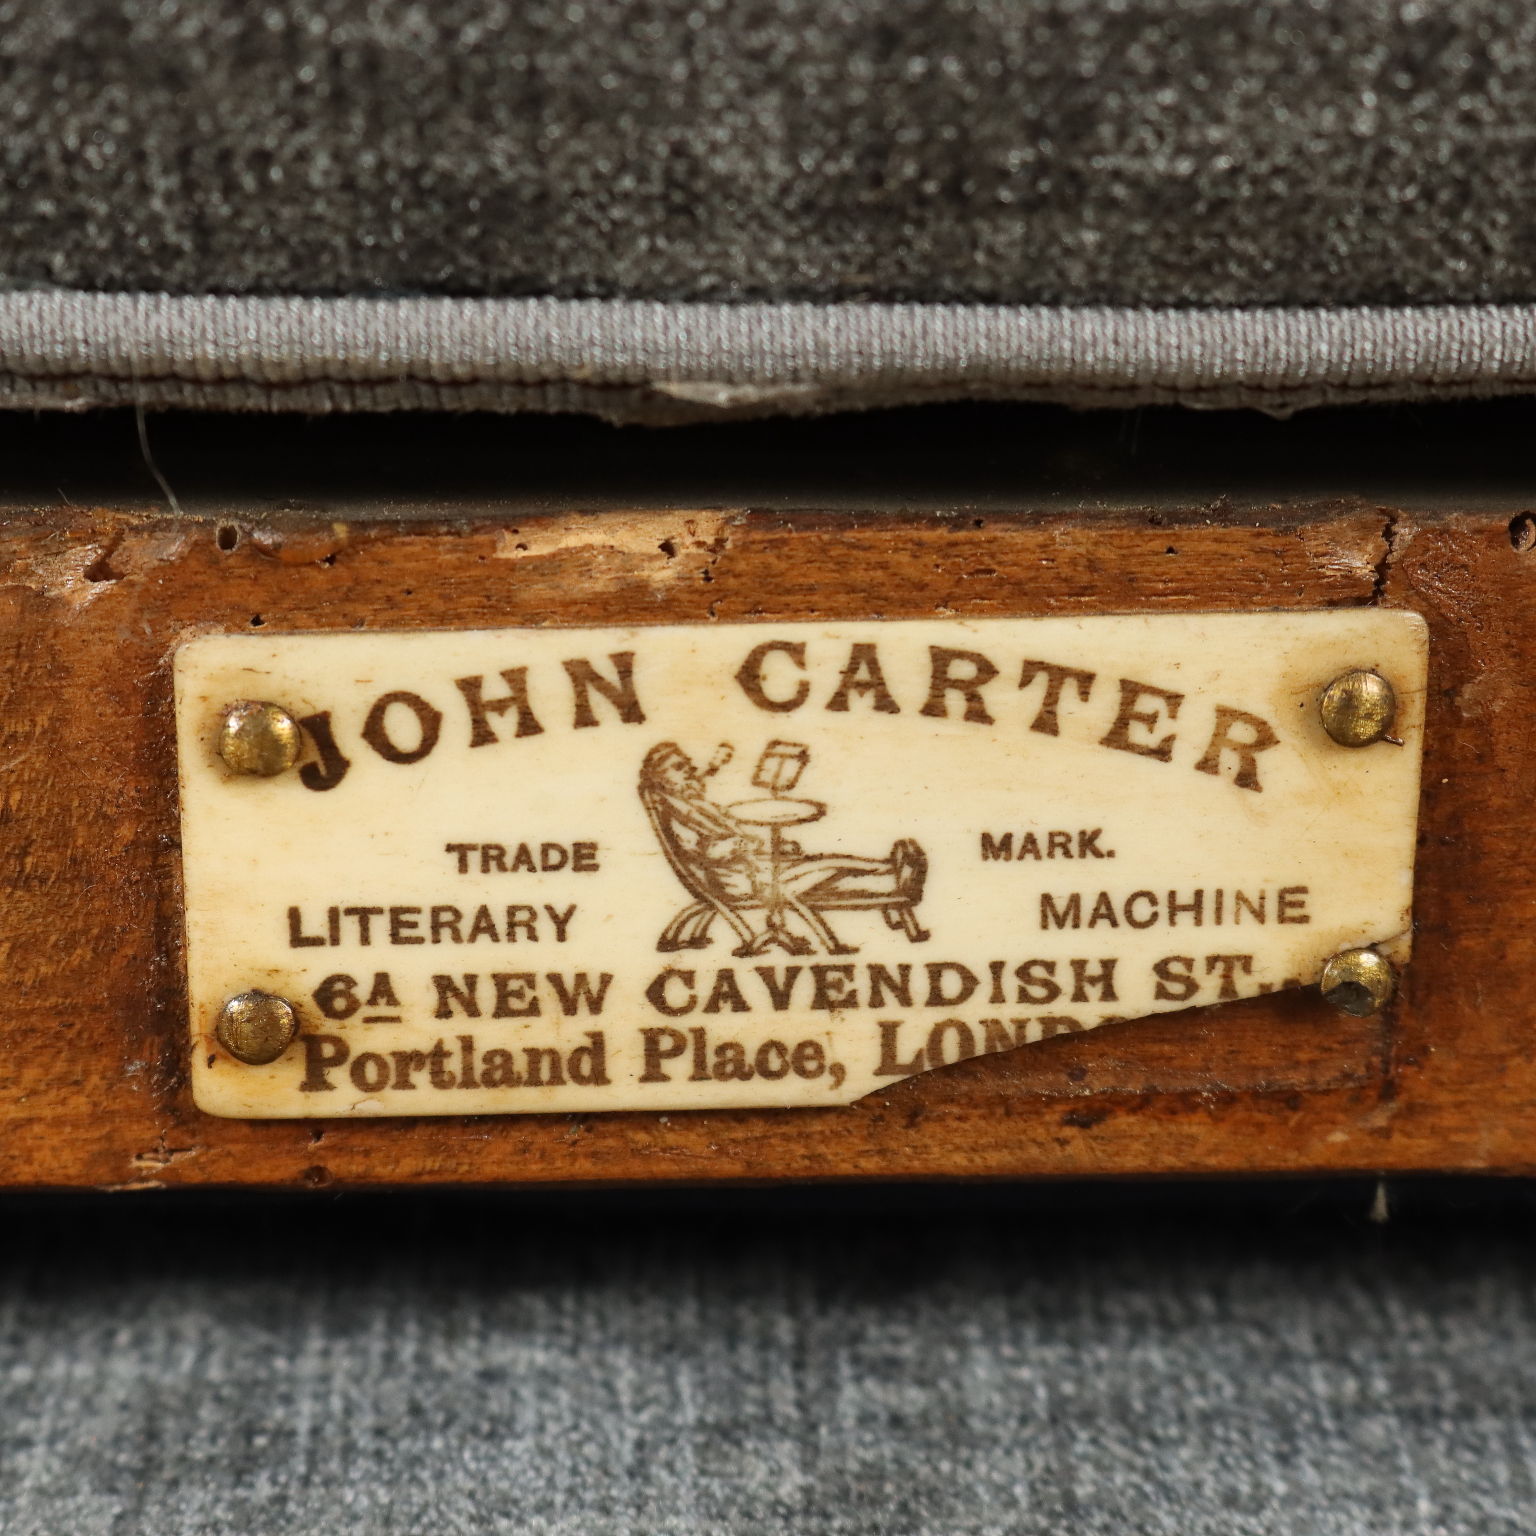 JOHN CARTER
TRADE MARK.
LITERARY MACHINE
6A NEW CAVENDISH ST.
Portland Place,